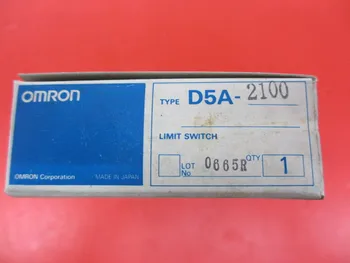 OMRON
TYPE D5A-2100
LIMIT SWITCH
LOT No 0665R QTY 1
OMRON Corporation MADE IN JAPAN